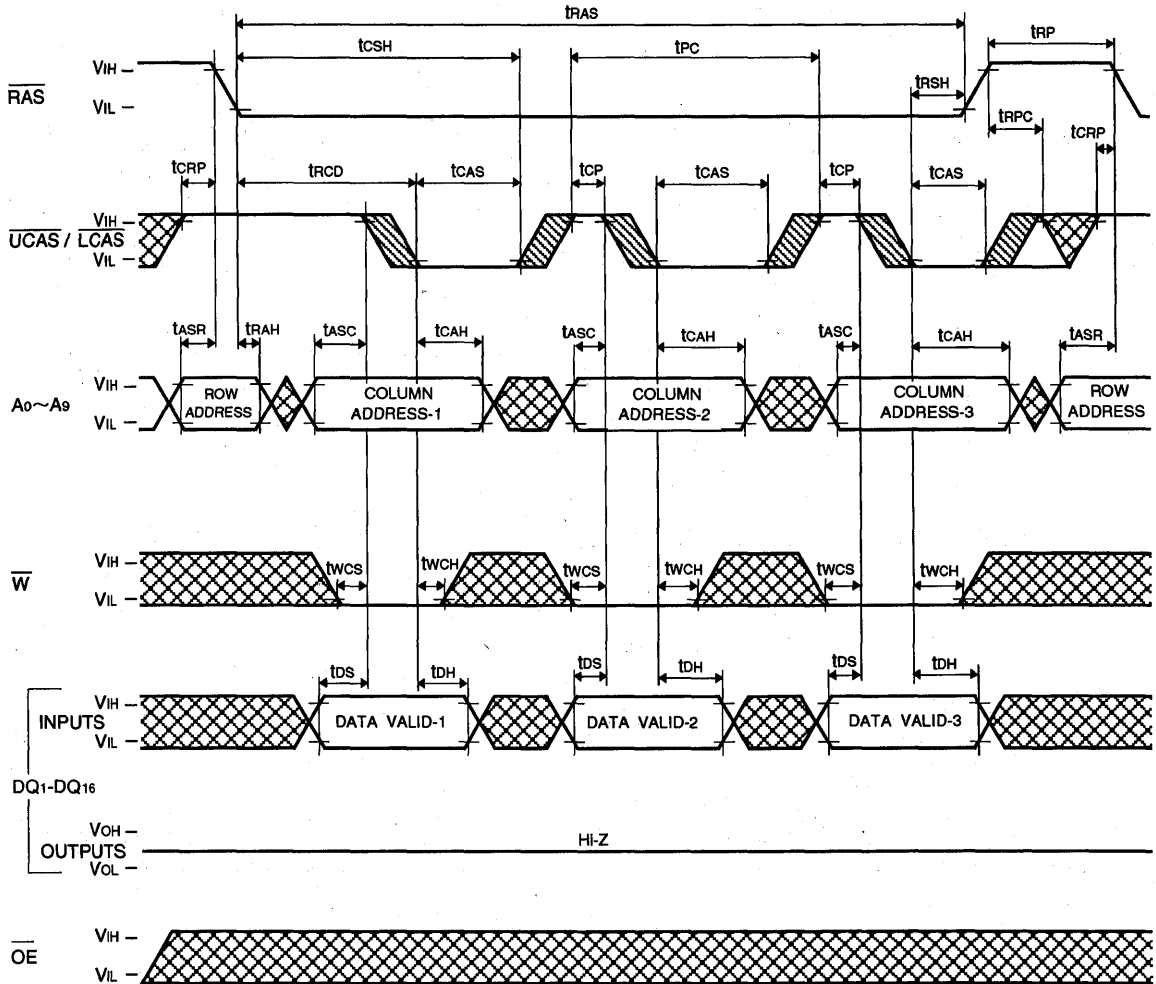 tRAS
tCSH tPC tRP
VIH
RAS
VIL
tRSH
tRPC
tCRP
tCRP tRCD tCAS tCP tCAS tCP tCAS
VIH
UCAS / LCAS
VIL
tASR tRAH tASC tCAH tASC tCAH tASC tCAH tASR
VIH
A0~A9
VIL
ROW ADDRESS
COLUMN ADDRESS-1
COLUMN ADDRESS-2
COLUMN ADDRESS-3
ROW ADDRESS
VIH
W
VIL
tWCS tWCH tWCS tWCH tWCS tWCH
tDS tDH tDS tDH tDS tDH
VIH
INPUTS
VIL
DATA VALID-1 DATA VALID-2 DATA VALID-3
DQ1-DQ16
VOH
OUTPUTS
VOL
Hi-Z
VIH
OE
VIL